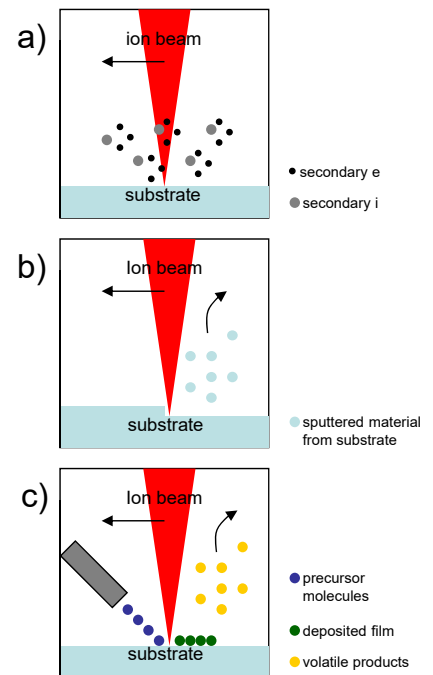 a)
ion beam
substrate
secondary e
secondary i
b)
Ion beam
substrate
sputtered material
from substrate
c)
Ion beam
substrate
precursor
molecules
deposited film
volatile products